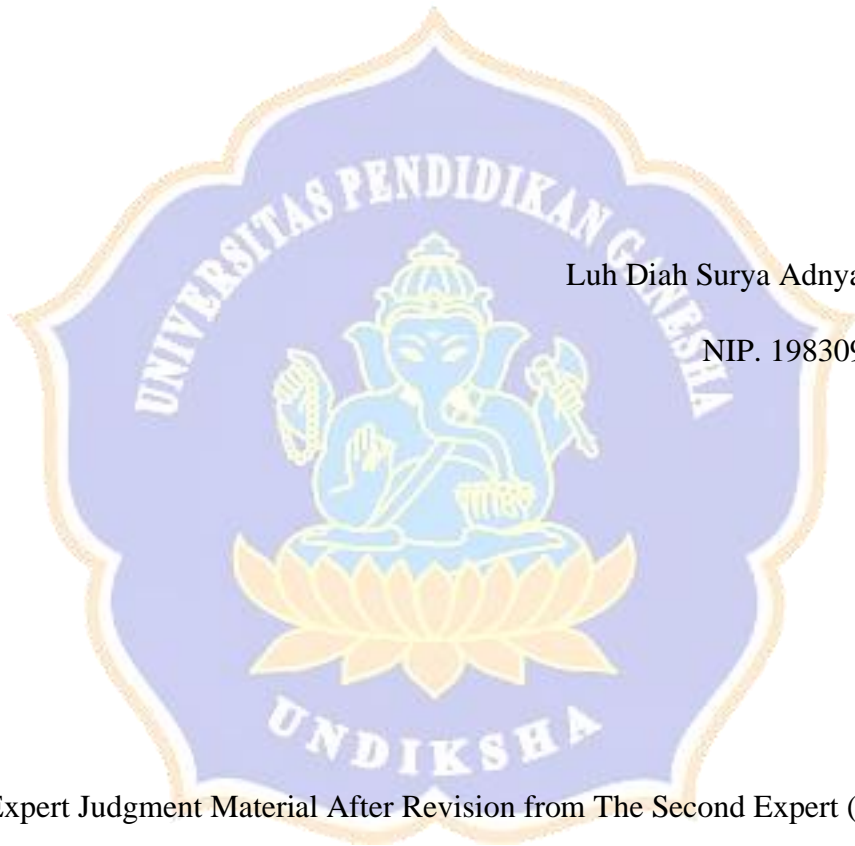 UNIVERSITAS PENDIDIKAN GANESHA
Luh Diah Surya Adnya
NIP. 198309
UNDIKSHA
Expert Judgment Material After Revision from The Second Expert (